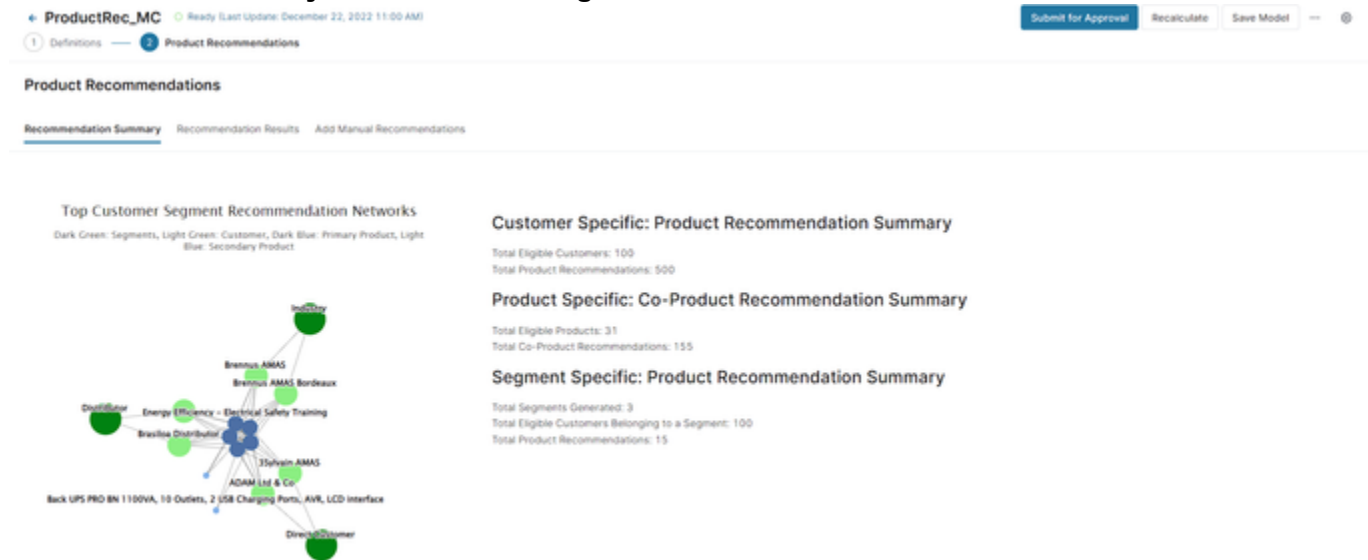 ProductRec_MC Ready (Last Update: December 22, 2022 11:00 AM) Submit for Approval Recalculate Save Model
1 Definitions 2 Product Recommendations
Product Recommendations
Recommendation Summary Recommendation Results Add Manual Recommendations
Top Customer Segment Recommendation Networks
Dark Green: Segments, Light Green: Customer, Dark Blue: Primary Product, Light
Blue: Secondary Product
Industry
Brennus AMAS
Brennus AMAS Bordeaux
Distributor
Energy Efficiency - Electrical Safety Training
Brasiloa Distributor
3Sylvain AMAS
ADAM Ltd & Co
Back UPS PRO BN 1100VA, 10 Outlets, 2 USB Charging Ports, AVR, LCD interface
Direct Customer
Customer Specific: Product Recommendation Summary
Total Eligible Customers: 100
Total Product Recommendations: 500
Product Specific: Co-Product Recommendation Summary
Total Eligible Products: 31
Total Co-Product Recommendations: 155
Segment Specific: Product Recommendation Summary
Total Segments Generated: 3
Total Eligible Customers Belonging to a Segment: 100
Total Product Recommendations: 15